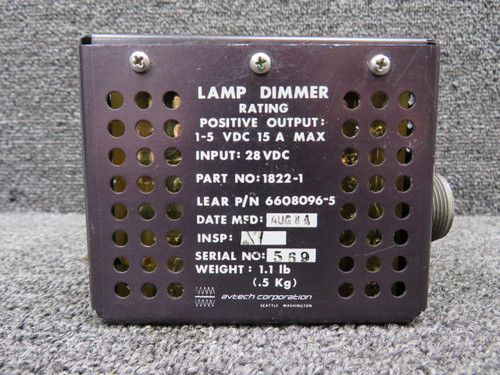 LAMP DIMMER
RATING
POSITIVE OUTPUT:
1-5 VDC 15 A MAX
INPUT: 28 VDC
PART NO: 1822-1
LEAR P/N 6608096-5
DATE MFD: AUG 84
INSP:
SERIAL NO: 569
WEIGHT: 1.1 lb
(.5 Kg)
avtech corporation
SEATTLE WASHINGTON